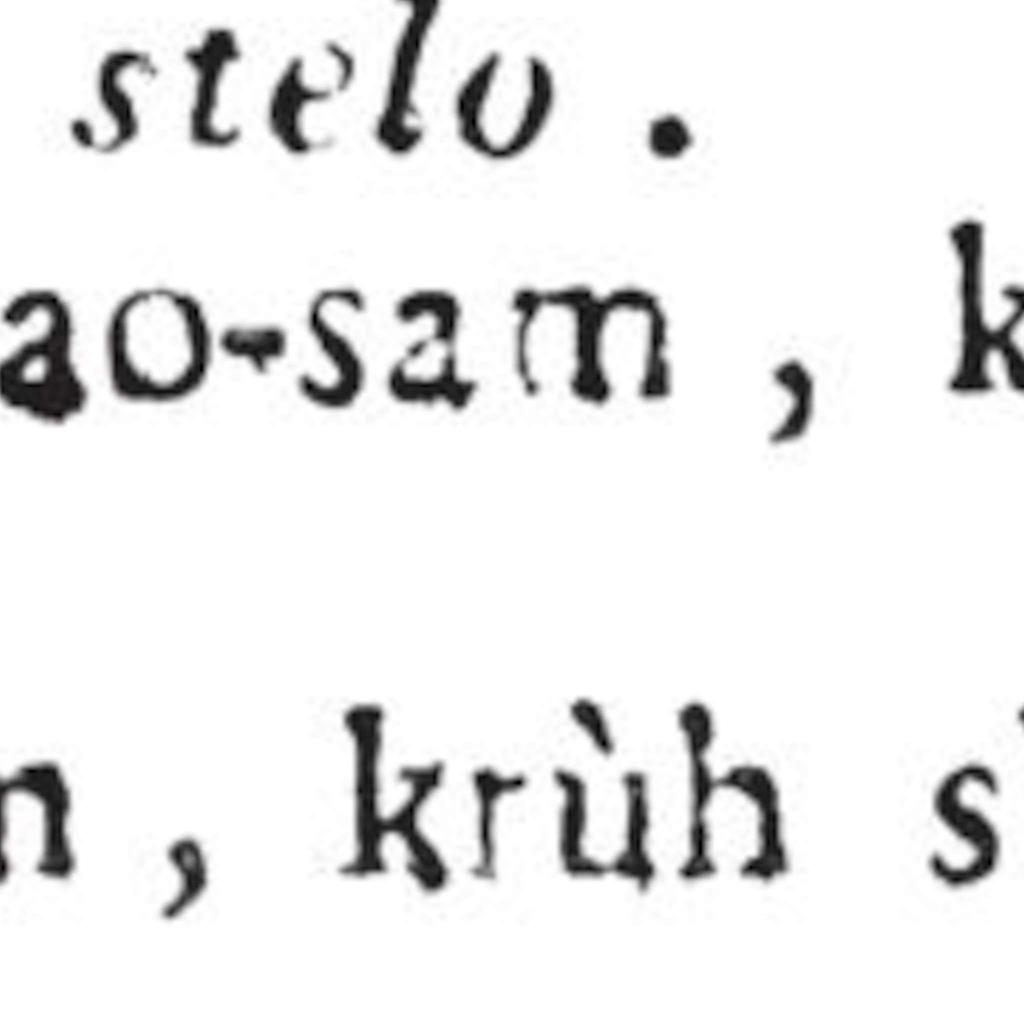 stelo .
ao-sam , k
n , krùh s